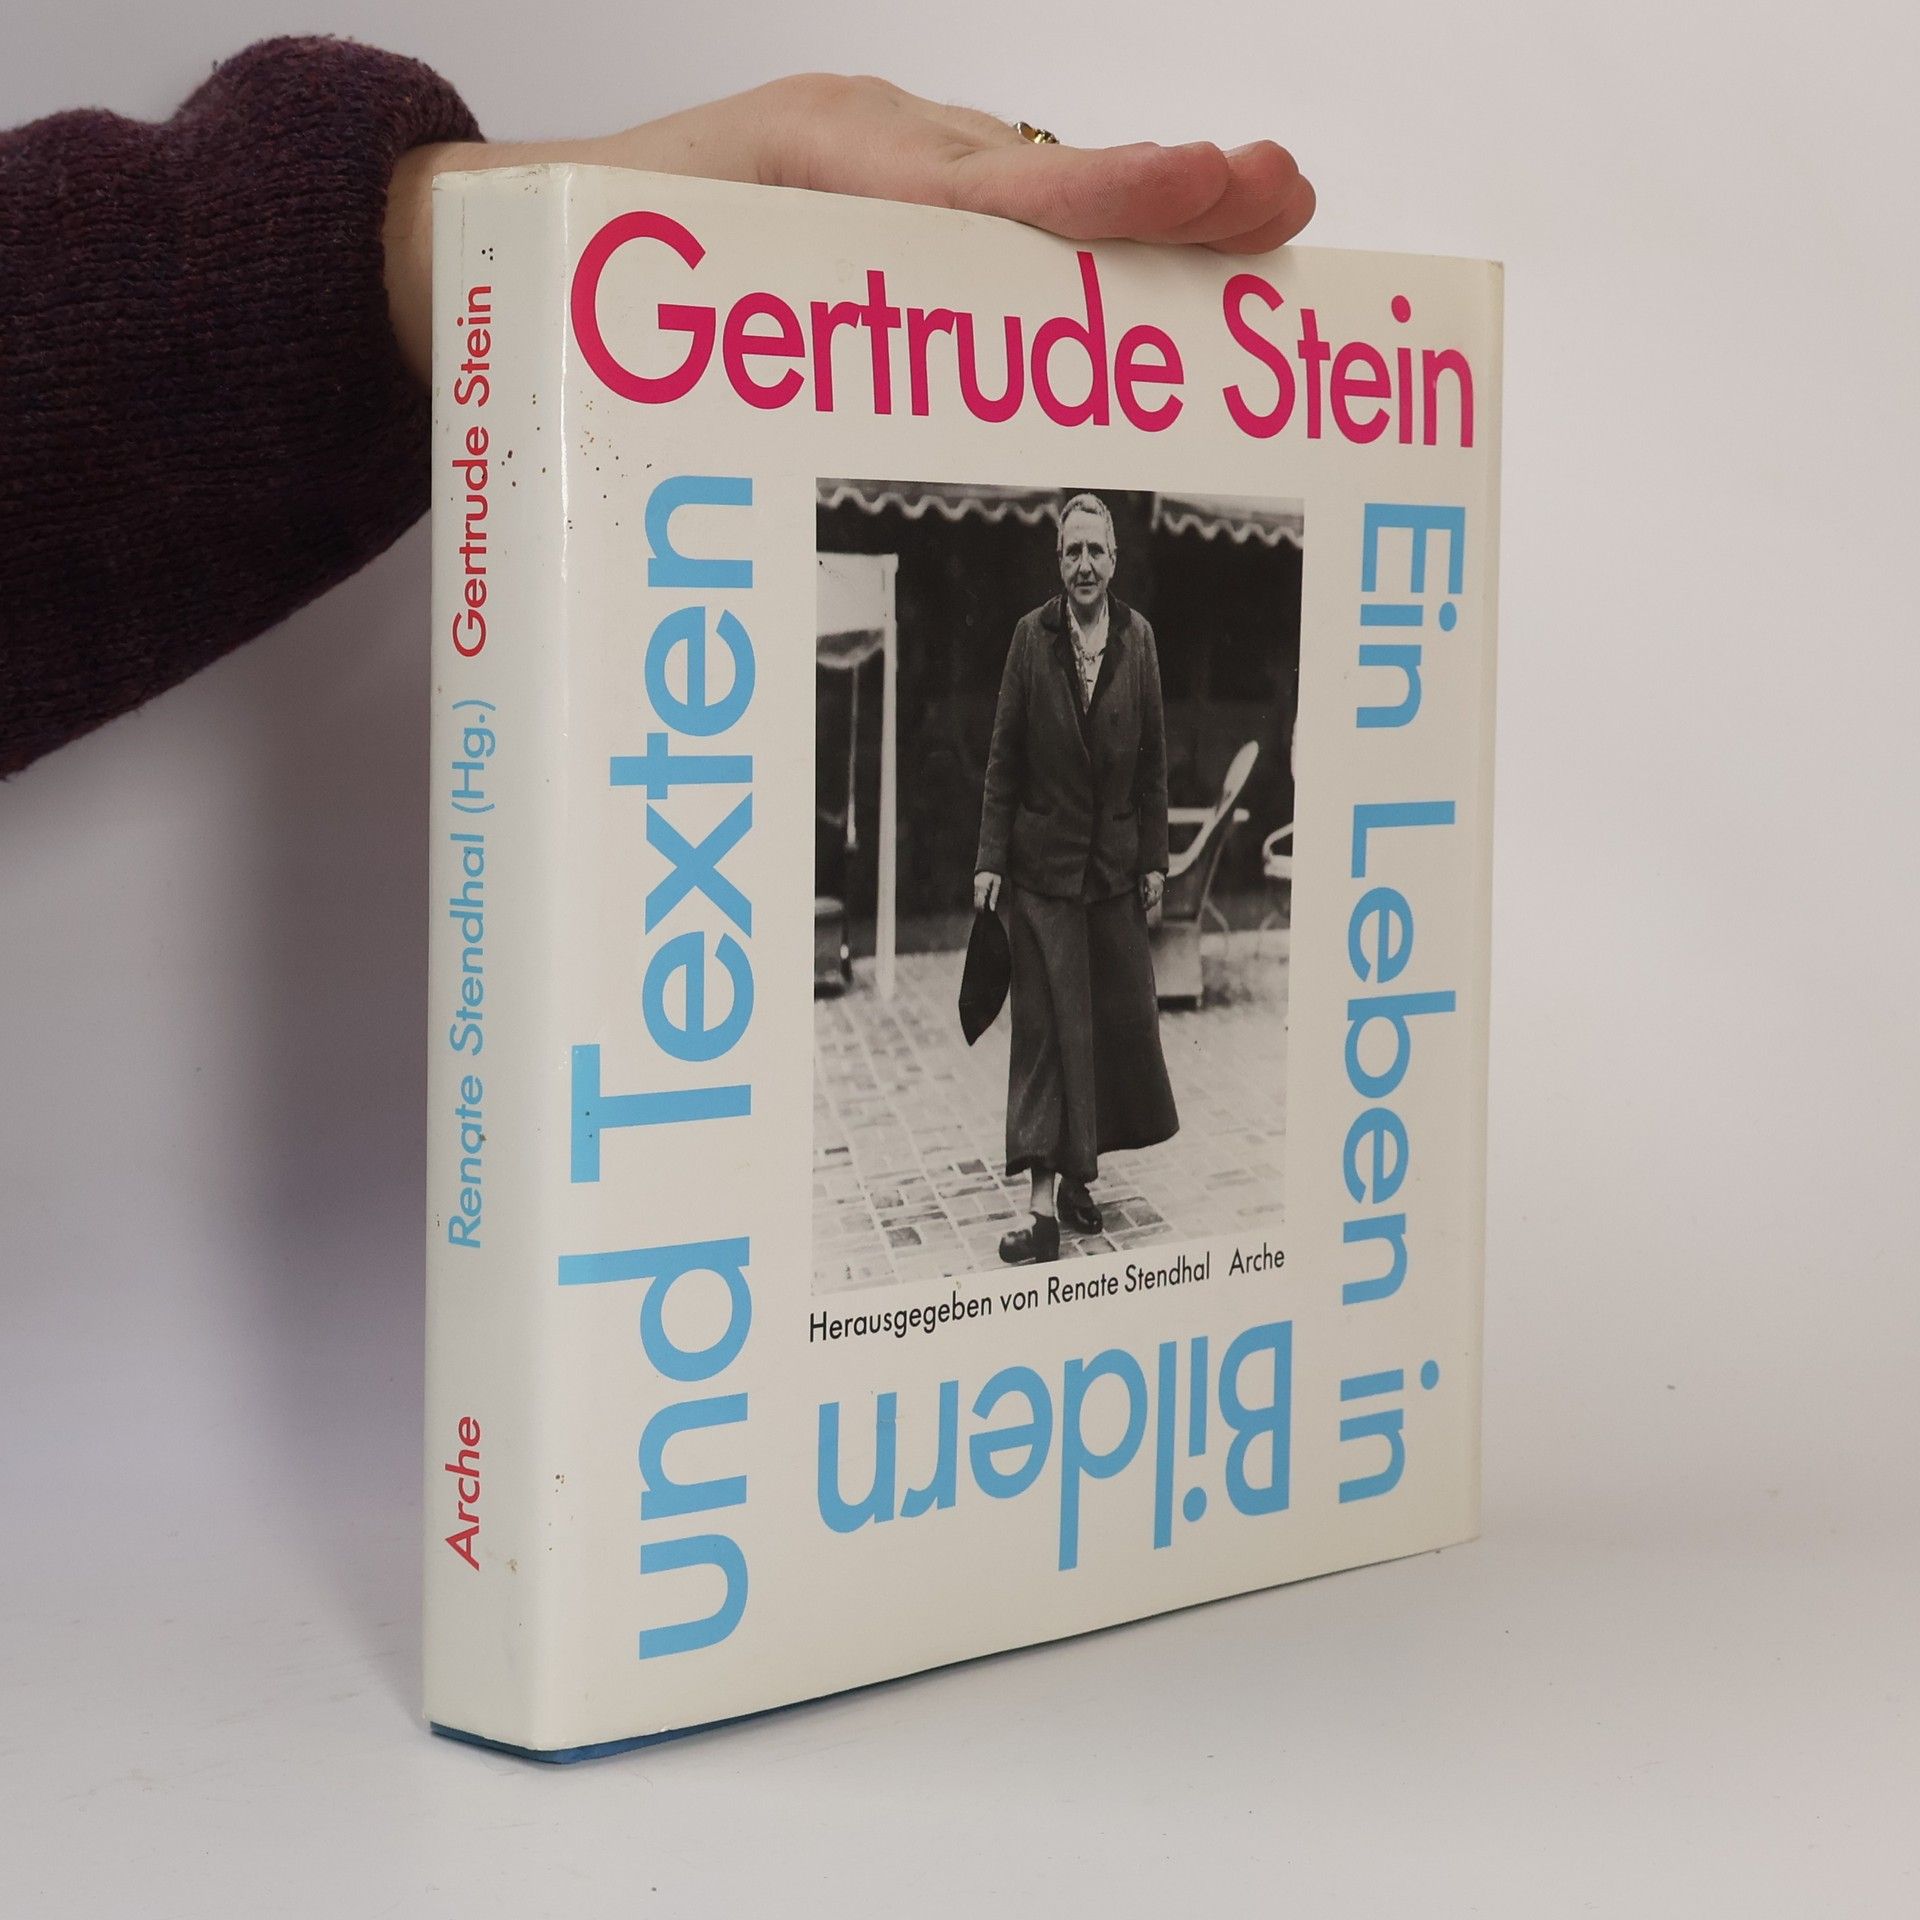 Gertrude Stein
Ein Leben in
Bildern
und Texten
Herausgegeben von Renate Stendhal Arche
Arche Renate Stendhal (Hg.) Gertrude Stein